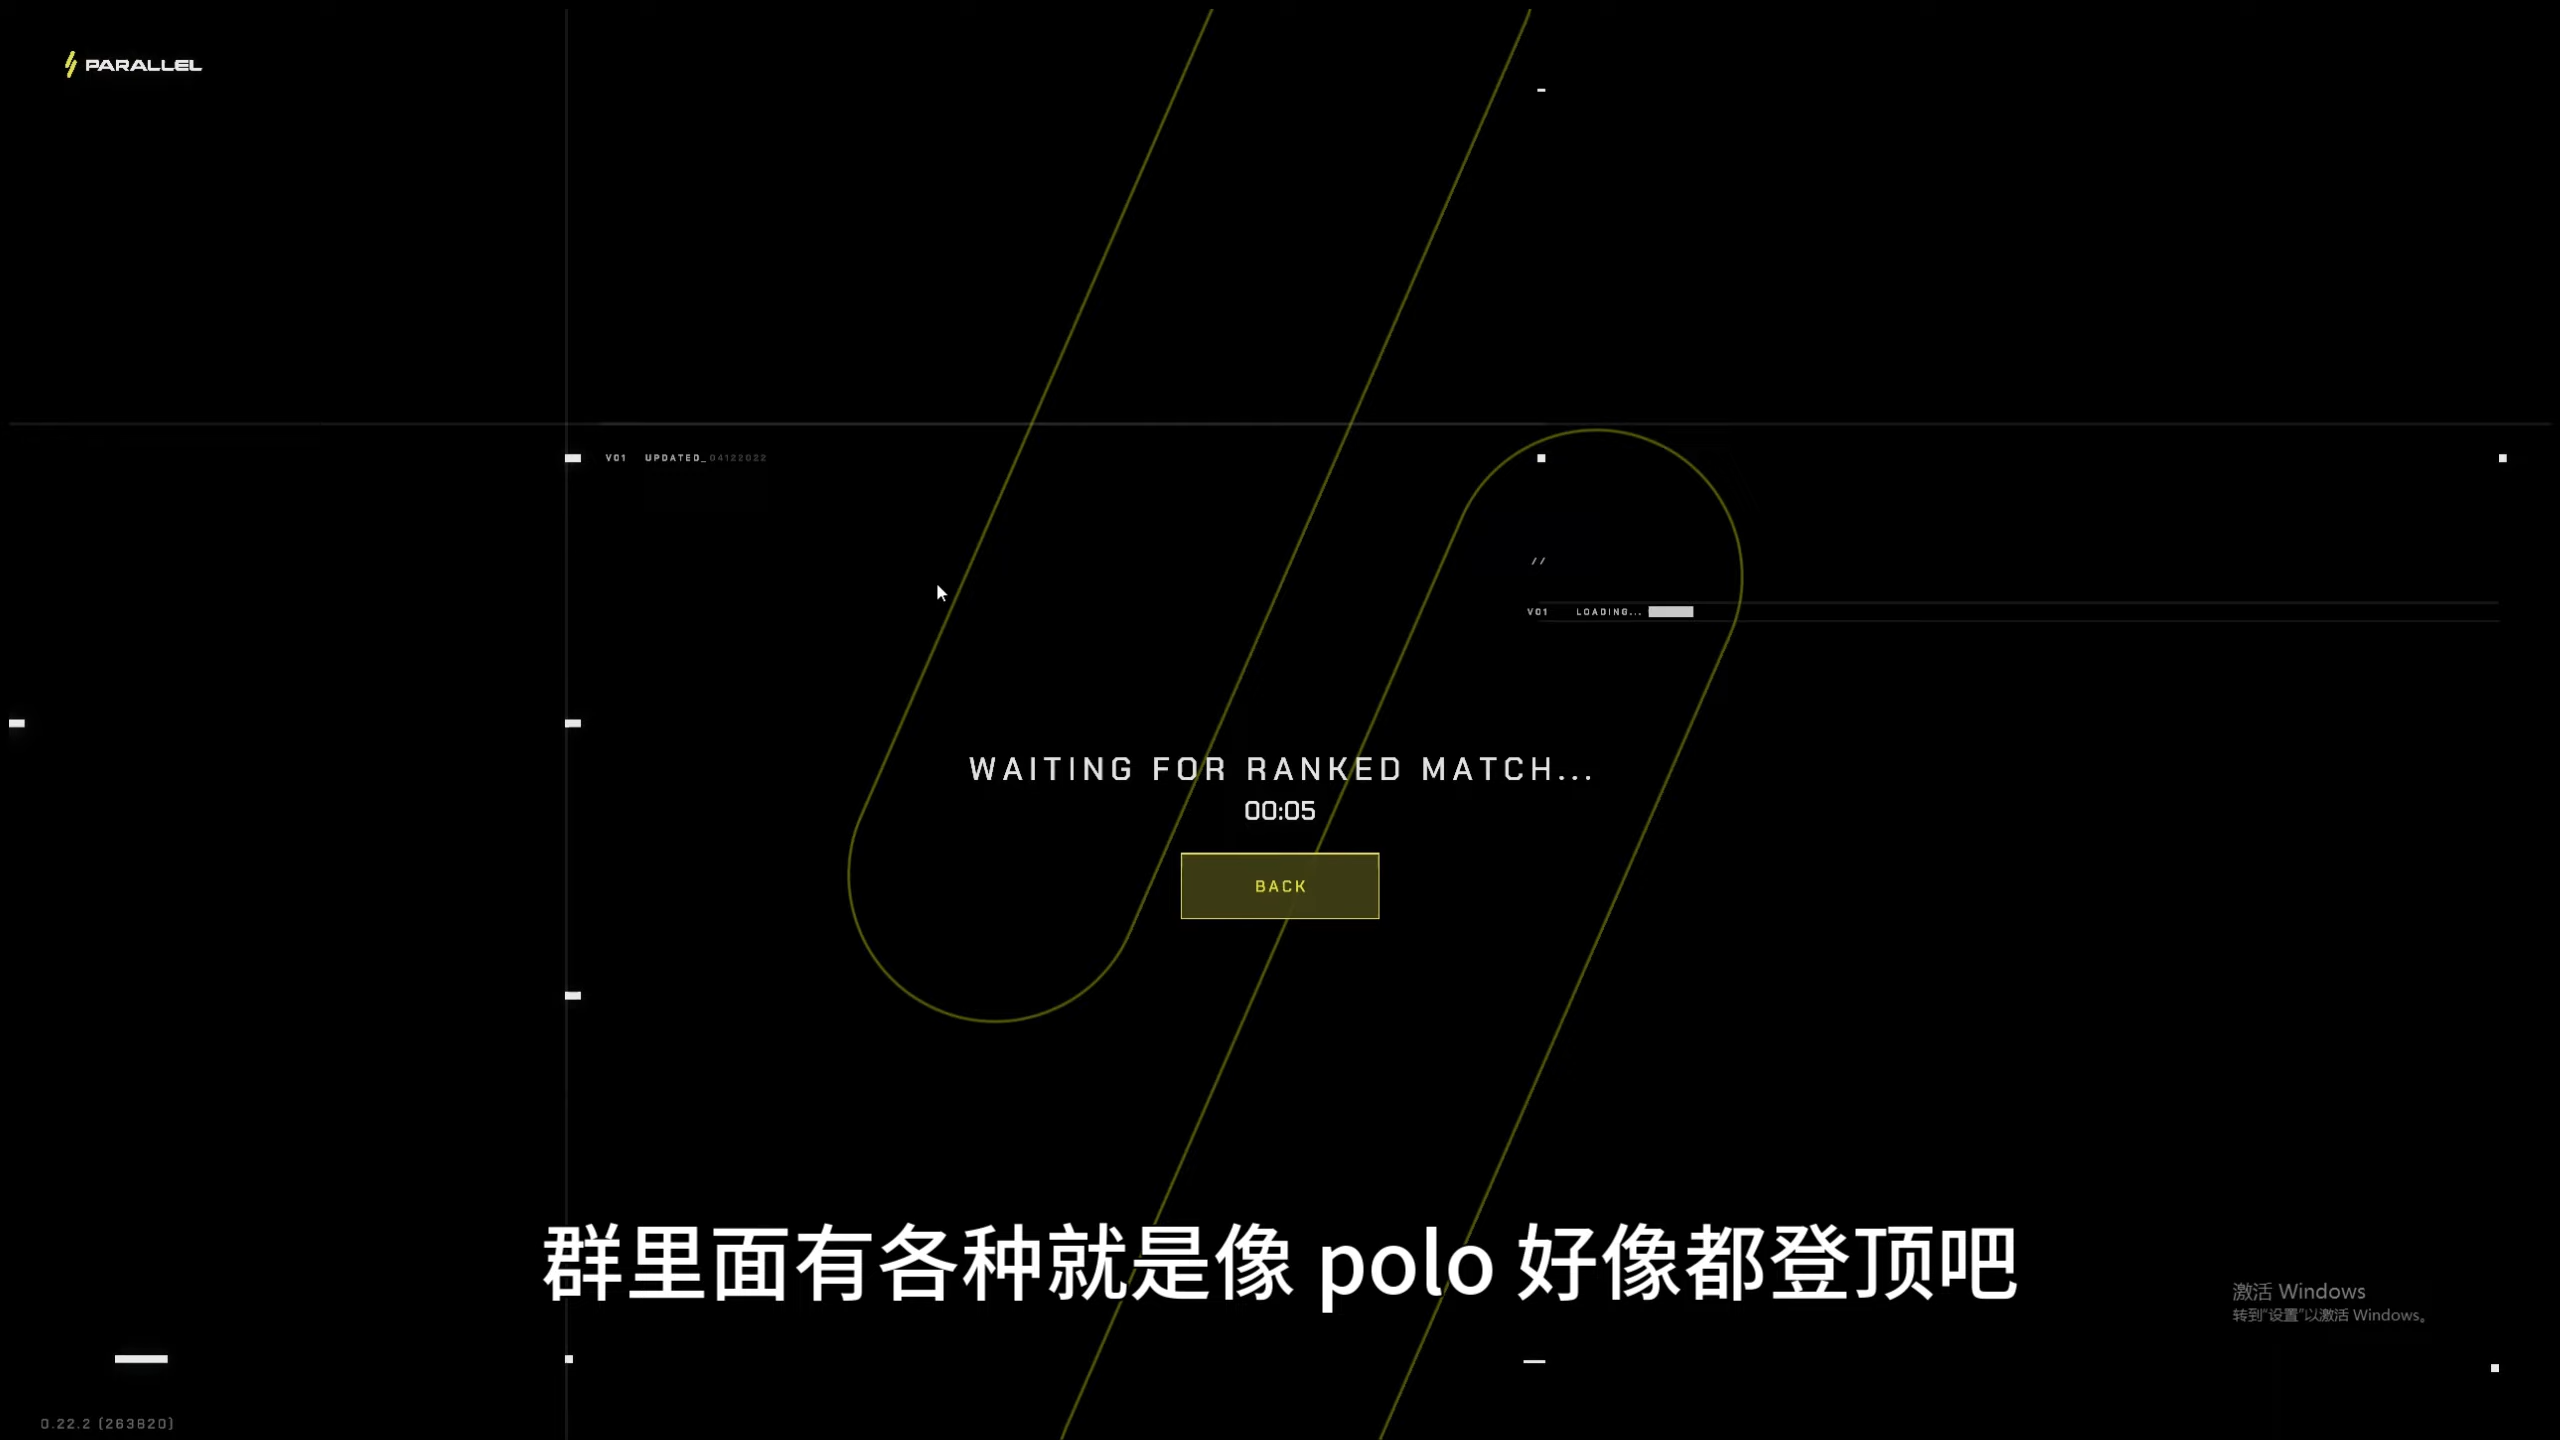 PARALLEL
V01 UPDATED_04122022
V01 LOADING...
WAITING FOR RANKED MATCH...
00:05
BACK
群里面有各种就是像 polo 好像都登顶吧
激活 Windows
转到“设置”以激活 Windows。
0.22.2 (263820)